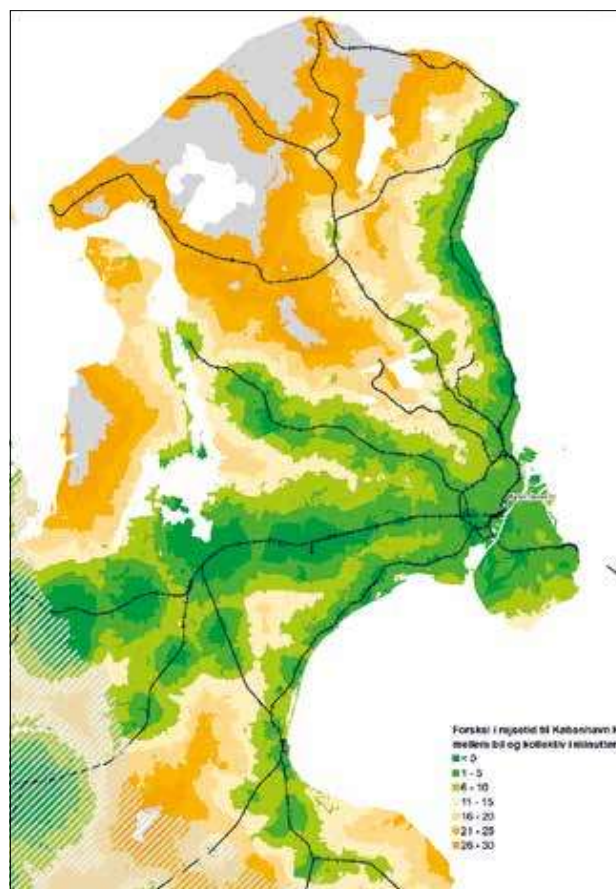 Forskel i rejsetid til København K
mellem bil og kollektiv i minutter
< 0
1 - 5
6 - 10
11 - 15
16 - 20
21 - 25
26 - 30